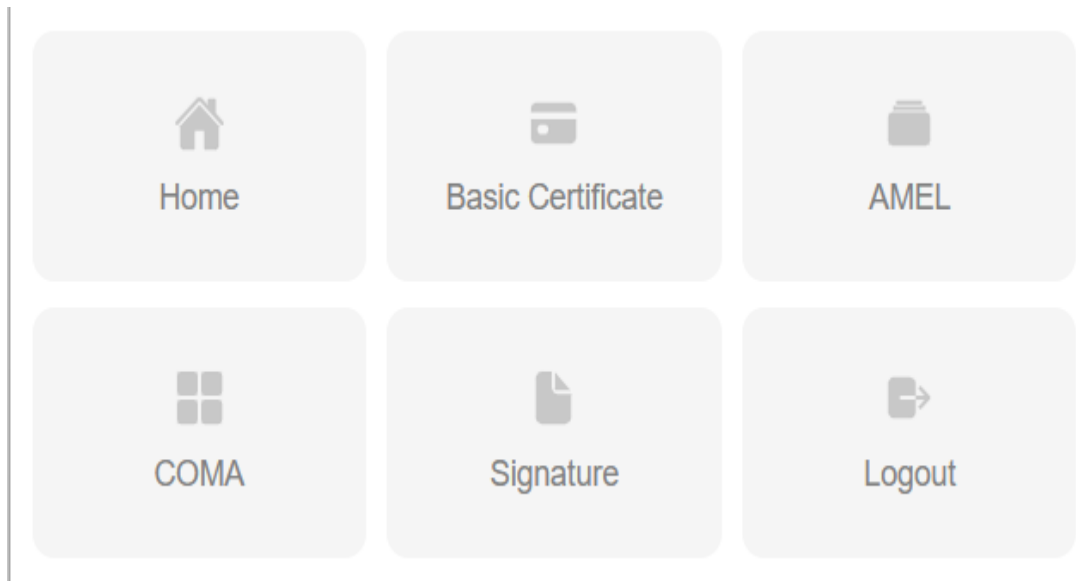 Home
Basic Certificate
AMEL
COMA
Signature
Logout